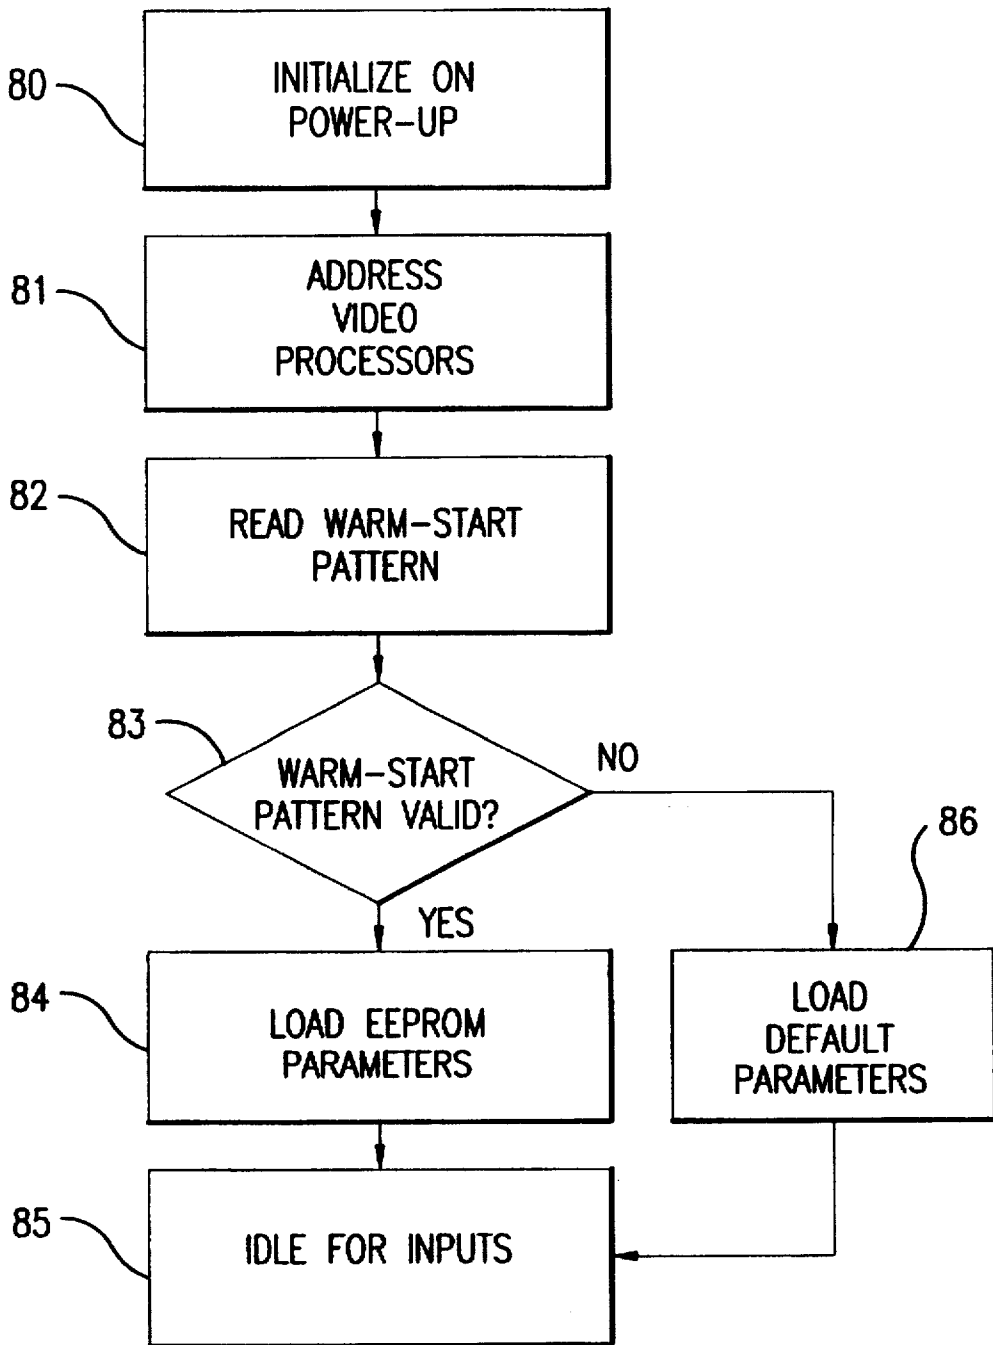 80
INITIALIZE ON
POWER-UP
81
ADDRESS
VIDEO
PROCESSORS
82
READ WARM-START
PATTERN
83
WARM-START
PATTERN VALID?
NO
YES
86
84
LOAD EEPROM
PARAMETERS
LOAD
DEFAULT
PARAMETERS
85
IDLE FOR INPUTS